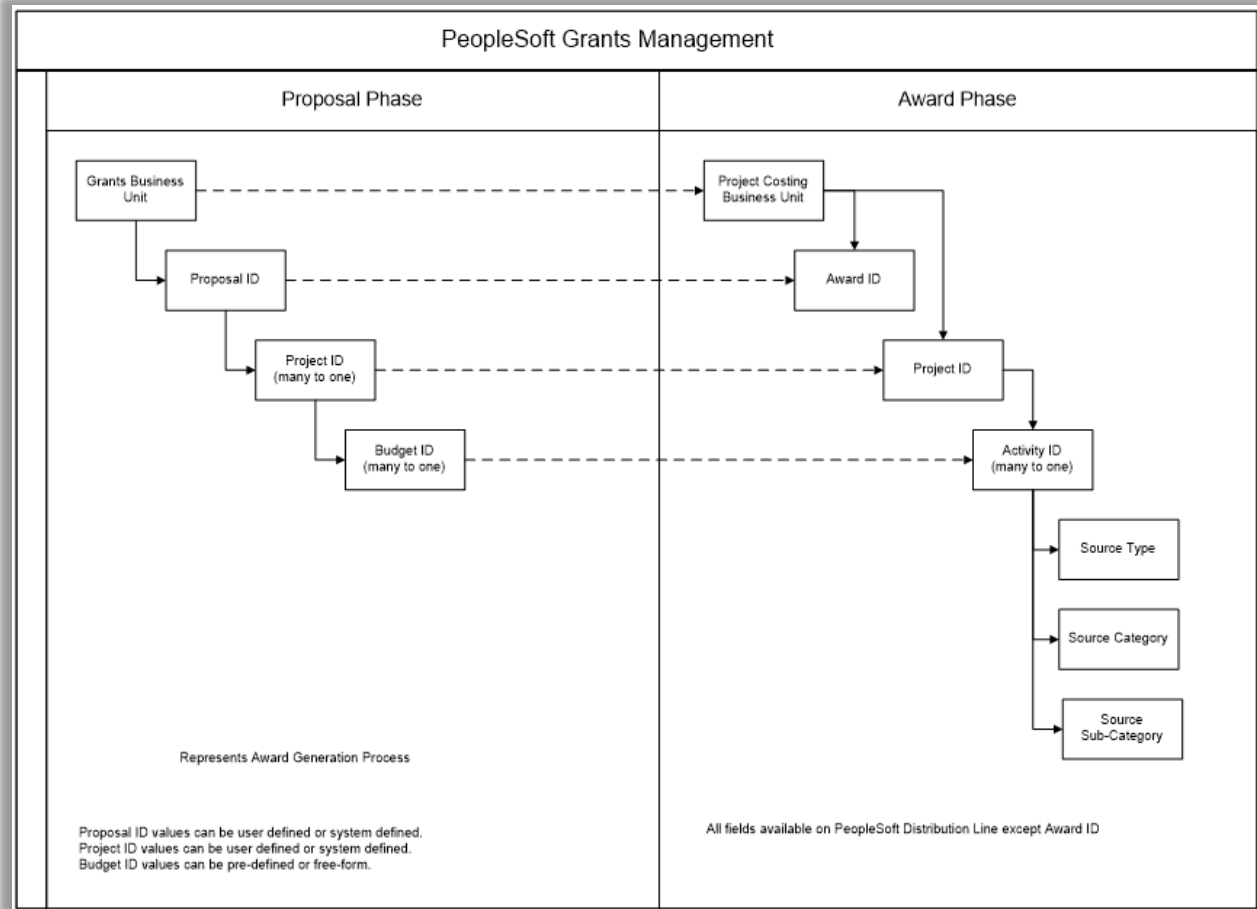 PeopleSoft Grants Management
Proposal Phase
Award Phase
Grants Business
Unit
Project Costing
Business Unit
Proposal ID
Award ID
Project ID
(many to one)
Project ID
Budget ID
(many to one)
Activity ID
(many to one)
Source Type
Source Category
Source
Sub-Category
Represents Award Generation Process
Proposal ID values can be user defined or system defined.
Project ID values can be user defined or system defined.
Budget ID values can be pre-defined or free-form.
All fields available on PeopleSoft Distribution Line except Award ID